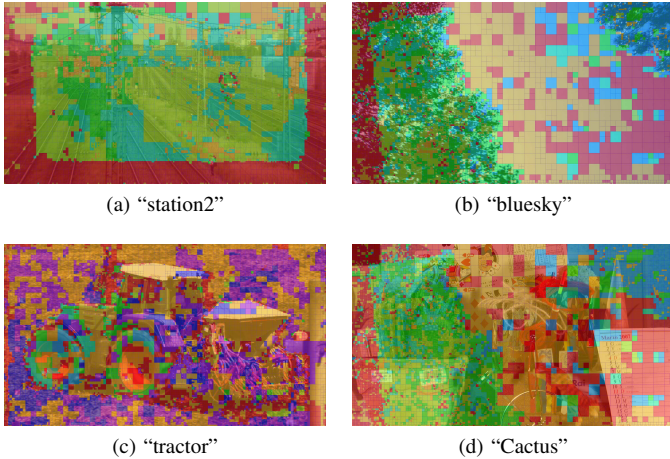 (a) “station2”
(b) “bluesky”
(c) “tractor”
(d) “Cactus”